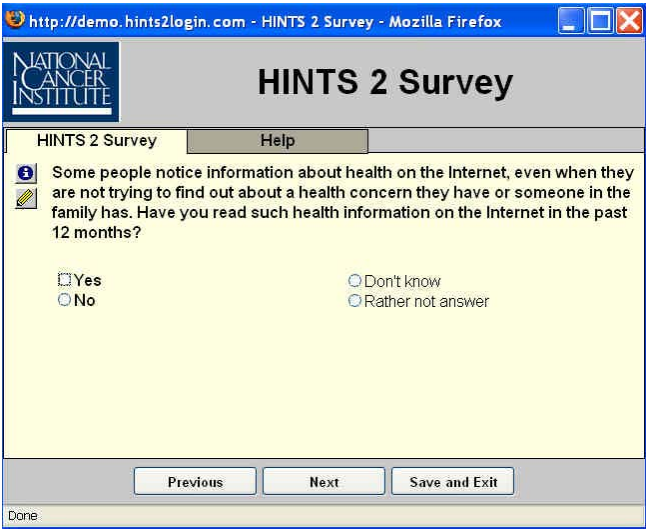 http://demo.hints2login.com - HINTS 2 Survey - Mozilla Firefox
NATIONAL
CANCER
INSTITUTE
HINTS 2 Survey
HINTS 2 Survey
Help
Some people notice information about health on the Internet, even when they
are not trying to find out about a health concern they have or someone in the
family has. Have you read such health information on the Internet in the past
12 months?
Yes
Don't know
No
Rather not answer
Previous
Next
Save and Exit
Done